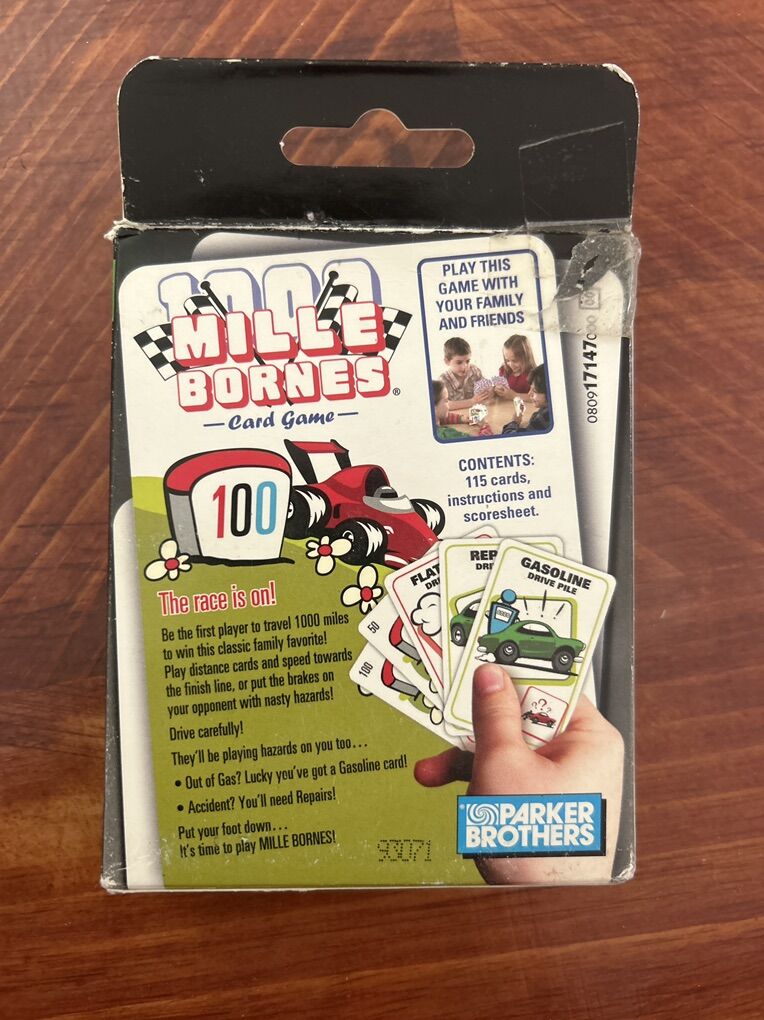 1000
MILLE
BORNES®
—Card Game—
PLAY THIS
GAME WITH
YOUR FAMILY
AND FRIENDS
080917147000
CONTENTS:
115 cards,
instructions and
scoresheet.
100
The race is on!
Be the first player to travel 1000 miles
to win this classic family favorite!
Play distance cards and speed towards
the finish line, or put the brakes on
your opponent with nasty hazards!
Drive carefully!
They'll be playing hazards on you too...
• Out of Gas? Lucky you've got a Gasoline card!
• Accident? You'll need Repairs!
Put your foot down...
It's time to play MILLE BORNES!
100
50
FLAT
DRI
REP
DRI
GASOLINE
DRIVE PILE
???
PARKER
BROTHERS
93071